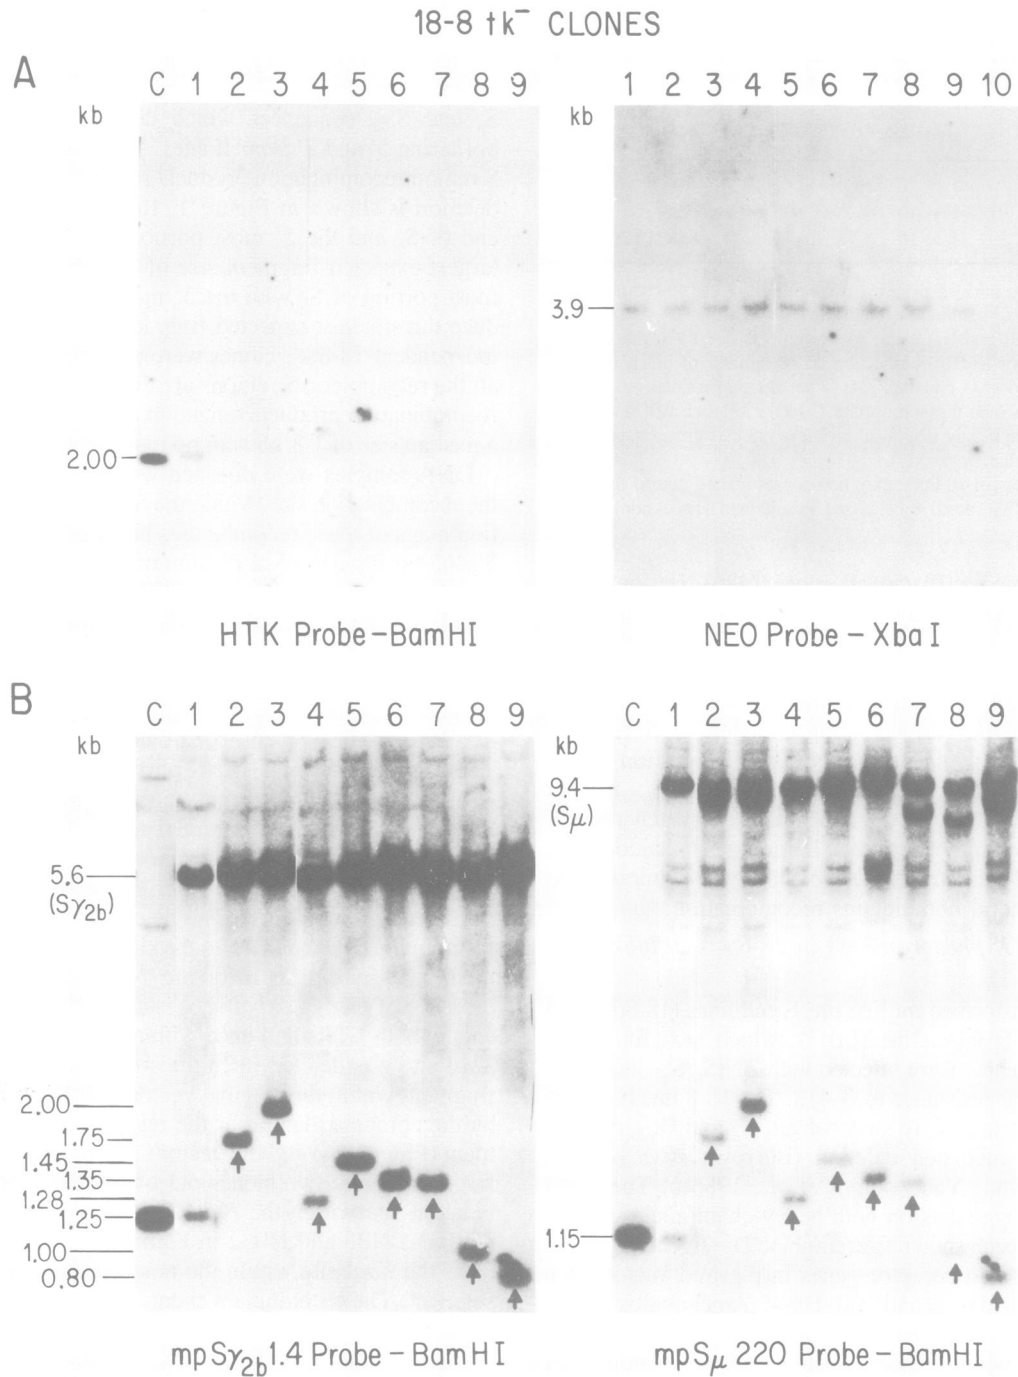 18-8 tk⁻ CLONES
A
C 1 2 3 4 5 6 7 8 9
kb
2.00
HTK Probe – BamHI
1 2 3 4 5 6 7 8 9 10
kb
3.9
NEO Probe – Xba I
B
C 1 2 3 4 5 6 7 8 9
kb
5.6
(Sγ2b)
2.00
1.75
1.45
1.35
1.28
1.25
1.00
0.80
mpSγ2b 1.4 Probe – BamHI
C 1 2 3 4 5 6 7 8 9
kb
9.4
(Sμ)
1.15
mpSμ 220 Probe – BamHI